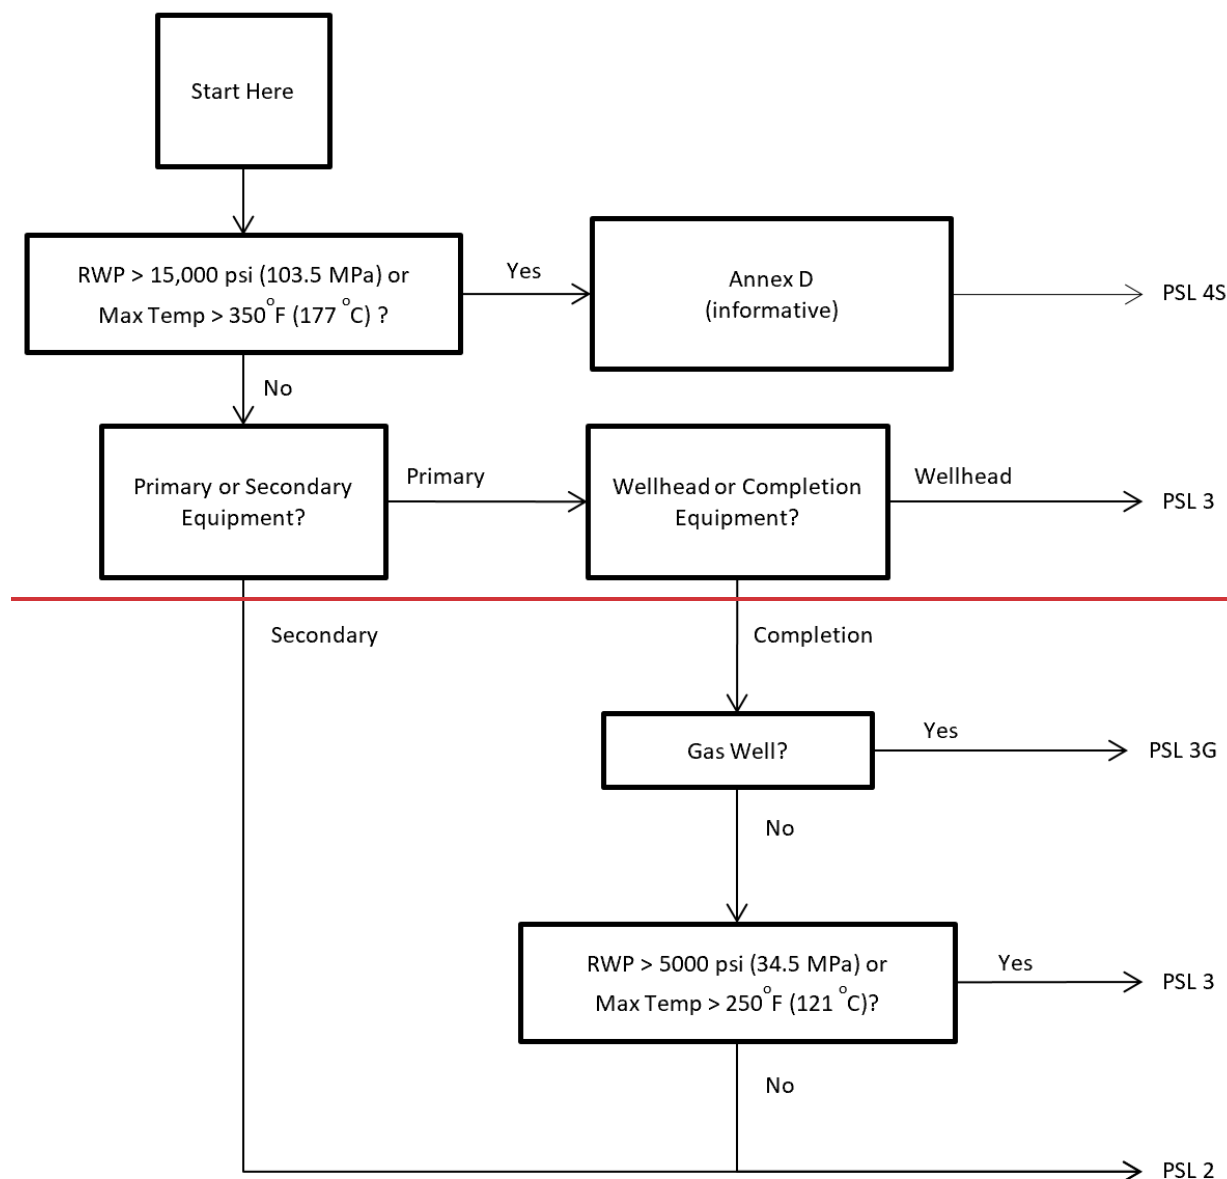 Start Here
RWP > 15,000 psi (103.5 MPa) or
Max Temp > 350°F (177 °C) ?
Yes
Annex D
(informative)
PSL 4S
No
Primary or Secondary
Equipment?
Primary
Wellhead or Completion
Equipment?
Wellhead
PSL 3
Secondary
Completion
Gas Well?
Yes
PSL 3G
No
RWP > 5000 psi (34.5 MPa) or
Max Temp > 250°F (121 °C)?
Yes
PSL 3
No
PSL 2